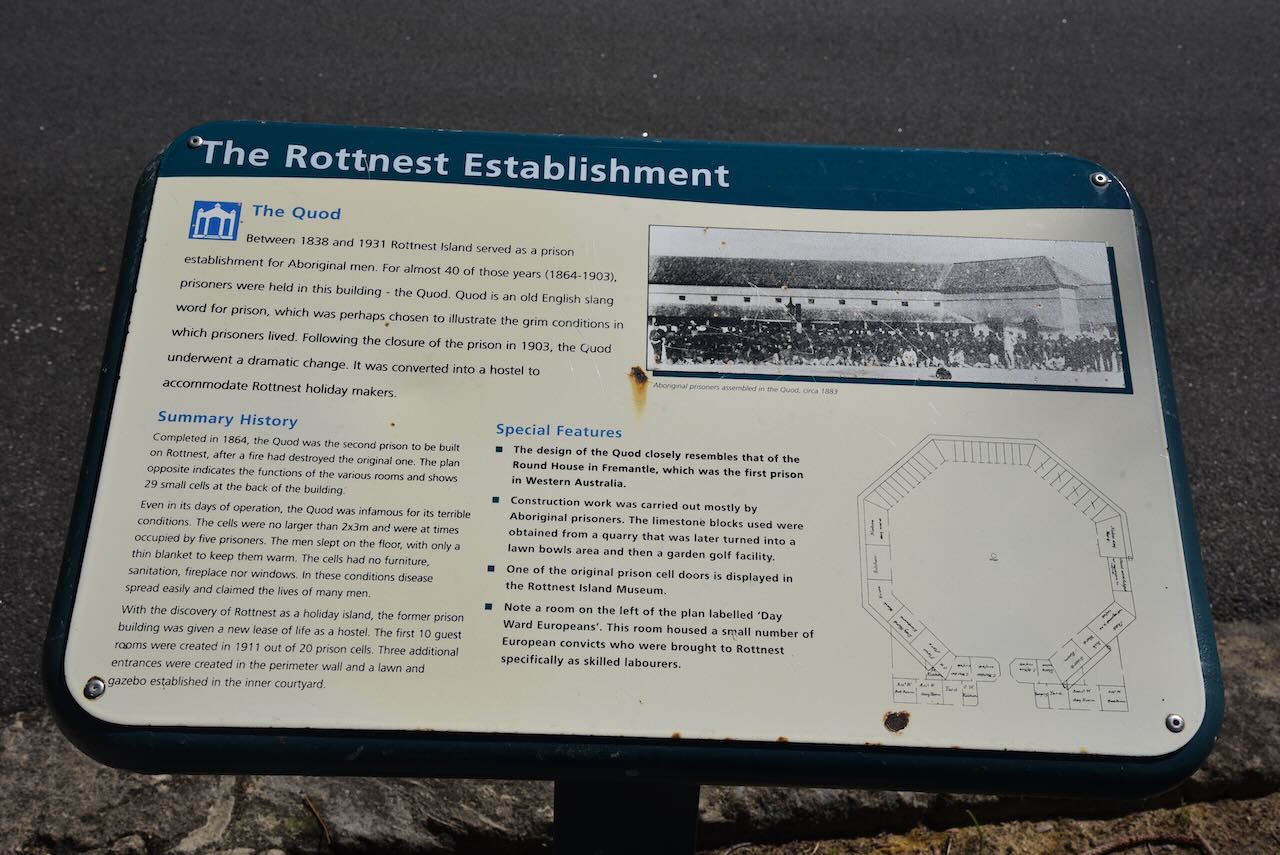 The Rottnest Establishment
The Quod
Between 1838 and 1931 Rottnest Island served as a prison
establishment for Aboriginal men. For almost 40 of those years (1864-1903),
prisoners were held in this building - the Quod. Quod is an old English slang
word for prison, which was perhaps chosen to illustrate the grim conditions in
which prisoners lived. Following the closure of the prison in 1903, the Quod
underwent a dramatic change. It was converted into a hostel to
accommodate Rottnest holiday makers.
Aboriginal prisoners assembled in the Quod, circa 1883
Summary History
Completed in 1864, the Quod was the second prison to be built
on Rottnest, after a fire had destroyed the original one. The plan
opposite indicates the functions of the various rooms and shows
29 small cells at the back of the building.
Even in its days of operation, the Quod was infamous for its terrible
conditions. The cells were no larger than 2x3m and were at times
occupied by five prisoners. The men slept on the floor, with only a
thin blanket to keep them warm. The cells had no furniture,
sanitation, fireplace nor windows. In these conditions disease
spread easily and claimed the lives of many men.
With the discovery of Rottnest as a holiday island, the former prison
building was given a new lease of life as a hostel. The first 10 guest
rooms were created in 1911 out of 20 prison cells. Three additional
entrances were created in the perimeter wall and a lawn and
gazebo established in the inner courtyard.
Special Features
The design of the Quod closely resembles that of the
Round House in Fremantle, which was the first prison
in Western Australia.
Construction work was carried out mostly by
Aboriginal prisoners. The limestone blocks used were
obtained from a quarry that was later turned into a
lawn bowls area and then a garden golf facility.
One of the original prison cell doors is displayed in
the Rottnest Island Museum.
Note a room on the left of the plan labelled 'Day
Ward Europeans'. This room housed a small number of
European convicts who were brought to Rottnest
specifically as skilled labourers.